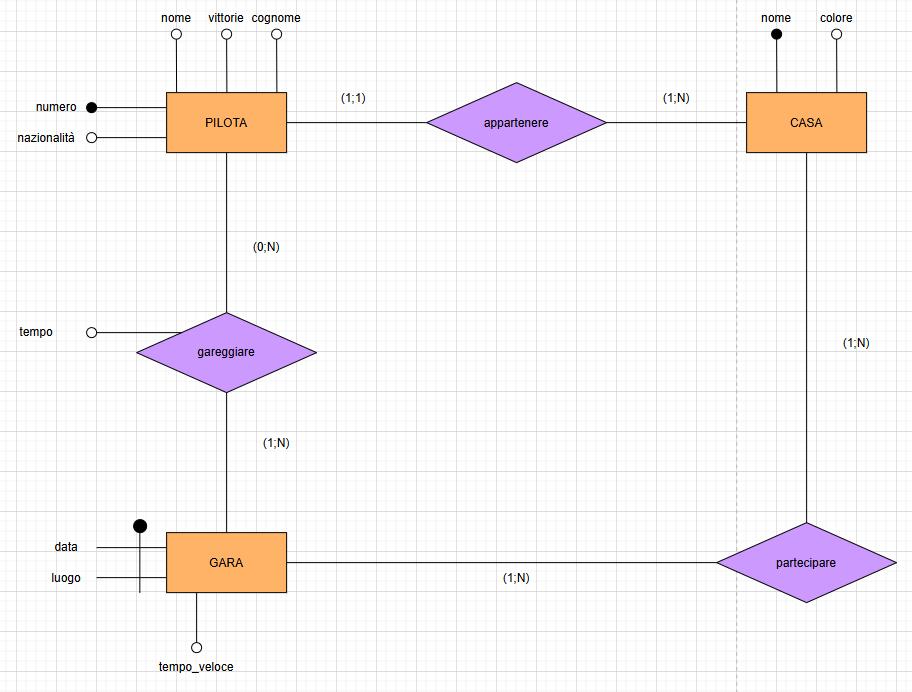 nome vittorie cognome
nome colore
numero
nazionalità
PILOTA
(1;1)
appartenere
(1;N)
CASA
(0;N)
tempo
gareggiare
(1;N)
(1;N)
data
luogo
GARA
(1;N)
partecipare
tempo_veloce